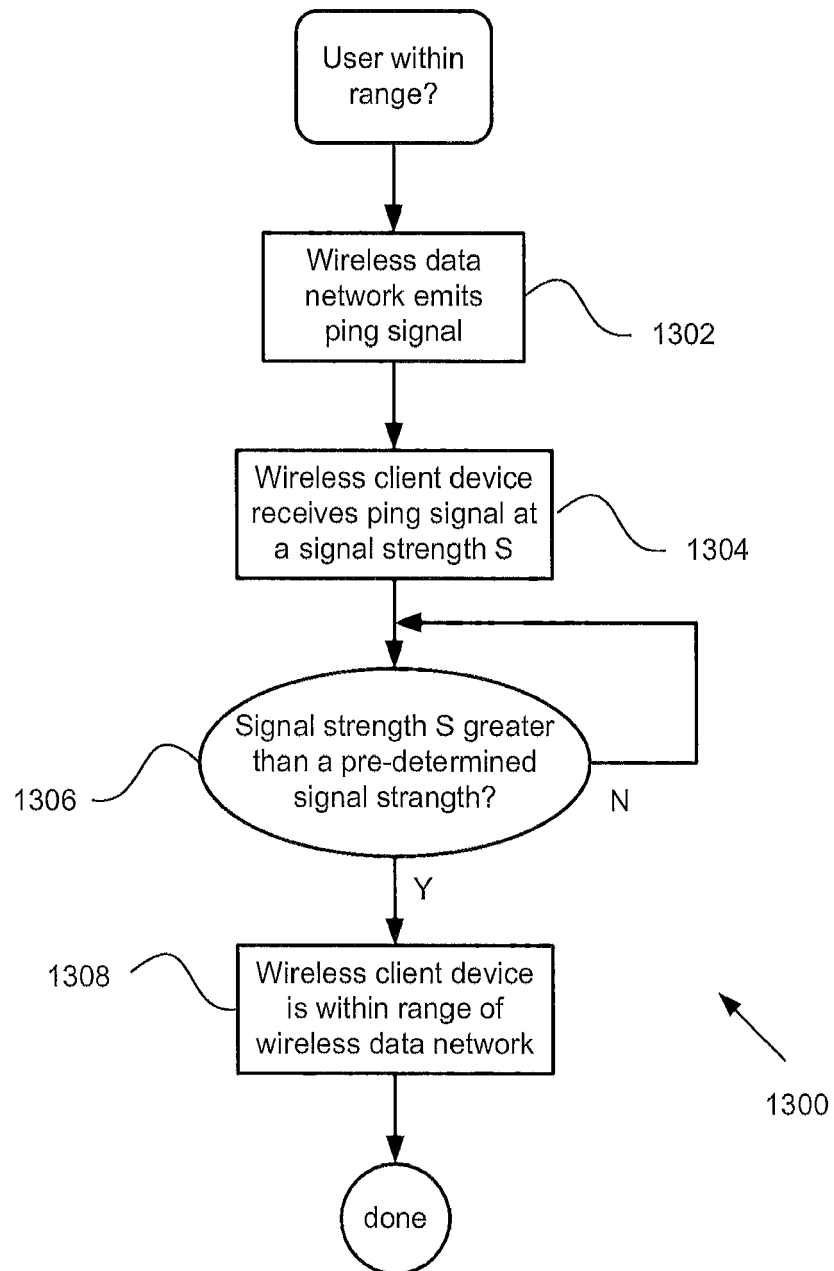 User within
range?
Wireless data
network emits
ping signal
1302
Wireless client device
receives ping signal at
a signal strength S
1304
Signal strength S greater
than a pre-determined
signal strangth?
1306
N
Y
Wireless client device
is within range of
wireless data network
1308
1300
done